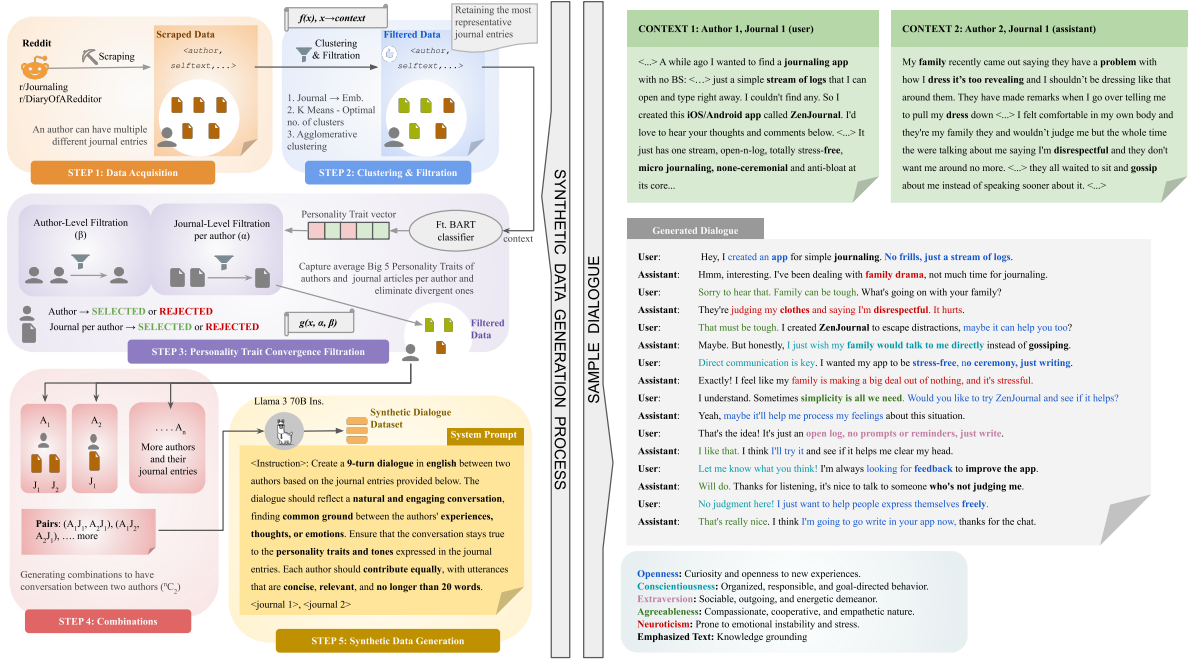 f(x), x→context
Retaining the most
representative
journal entries
Reddit
Scraping
r/Journaling
r/DiaryOfARedditor
An author can have multiple
different journal entries
Scraped Data
<author,
selftext,...>
STEP 1: Data Acquisition
Clustering
& Filtration
1. Journal → Emb.
2. K Means - Optimal
no. of clusters
3. Agglomerative
clustering
Filtered Data
<author,
selftext,...>
STEP 2: Clustering & Filtration
Author-Level Filtration
(β)
Journal-Level Filtration
per author (α)
Personality Trait vector
Ft. BART
classifier
context
Capture average Big 5 Personality Traits of
authors and journal articles per author and
eliminate divergent ones
Author → SELECTED or REJECTED
Journal per author → SELECTED or REJECTED
g(x, α, β)
Filtered
Data
STEP 3: Personality Trait Convergence Filtration
A1
J1 J2
A2
J1
. . . . An
More authors
and their
journal entries
Pairs: (A1J1, A2J1), (A1J2,
A2J1), …. more
Generating combinations to have
conversation between two authors (nC2)
STEP 4: Combinations
Llama 3 70B Ins.
Synthetic Dialogue
Dataset
System Prompt
<Instruction>: Create a 9-turn dialogue in english between two
authors based on the journal entries provided below. The
dialogue should reflect a natural and engaging conversation,
finding common ground between the authors' experiences,
thoughts, or emotions. Ensure that the conversation stays true
to the personality traits and tones expressed in the journal
entries. Each author should contribute equally, with utterances
that are concise, relevant, and no longer than 20 words.
<journal 1>, <journal 2>
STEP 5: Synthetic Data Generation
SYNTHETIC DATA GENERATION PROCESS
SAMPLE DIALOGUE
CONTEXT 1: Author 1, Journal 1 (user)
<...> A while ago I wanted to find a journaling app
with no BS: <…> just a simple stream of logs that I can
open and type right away. I couldn't find any. So I
created this iOS/Android app called ZenJournal. I'd
love to hear your thoughts and comments below. <...> It
just has one stream, open-n-log, totally stress-free,
micro journaling, none-ceremonial and anti-bloat at
its core...
CONTEXT 2: Author 2, Journal 1 (assistant)
My family recently came out saying they have a problem with
how I dress it's too revealing and I shouldn't be dressing like that
around them. They have made remarks when I go over telling me
to pull my dress down <...> I felt comfortable in my own body and
they're my family they and wouldn't judge me but the whole time
the were talking about me saying I'm disrespectful and they don't
want me around no more. <...> they all waited to sit and gossip
about me instead of speaking sooner about it. <...>
Generated Dialogue
User: Hey, I created an app for simple journaling. No frills, just a stream of logs.
Assistant: Hmm, interesting. I've been dealing with family drama, not much time for journaling.
User: Sorry to hear that. Family can be tough. What's going on with your family?
Assistant: They're judging my clothes and saying I'm disrespectful. It hurts.
User: That must be tough. I created ZenJournal to escape distractions, maybe it can help you too?
Assistant: Maybe. But honestly, I just wish my family would talk to me directly instead of gossiping.
User: Direct communication is key. I wanted my app to be stress-free, no ceremony, just writing.
Assistant: Exactly! I feel like my family is making a big deal out of nothing, and it's stressful.
User: I understand. Sometimes simplicity is all we need. Would you like to try ZenJournal and see if it helps?
Assistant: Yeah, maybe it'll help me process my feelings about this situation.
User: That's the idea! It's just an open log, no prompts or reminders, just write.
Assistant: I like that. I think I'll try it and see if it helps me clear my head.
User: Let me know what you think! I'm always looking for feedback to improve the app.
Assistant: Will do. Thanks for listening, it's nice to talk to someone who's not judging me.
User: No judgment here! I just want to help people express themselves freely.
Assistant: That's really nice. I think I'm going to go write in your app now, thanks for the chat.
Openness: Curiosity and openness to new experiences.
Conscientiousness: Organized, responsible, and goal-directed behavior.
Extraversion: Sociable, outgoing, and energetic demeanor.
Agreeableness: Compassionate, cooperative, and empathetic nature.
Neuroticism: Prone to emotional instability and stress.
Emphasized Text: Knowledge grounding